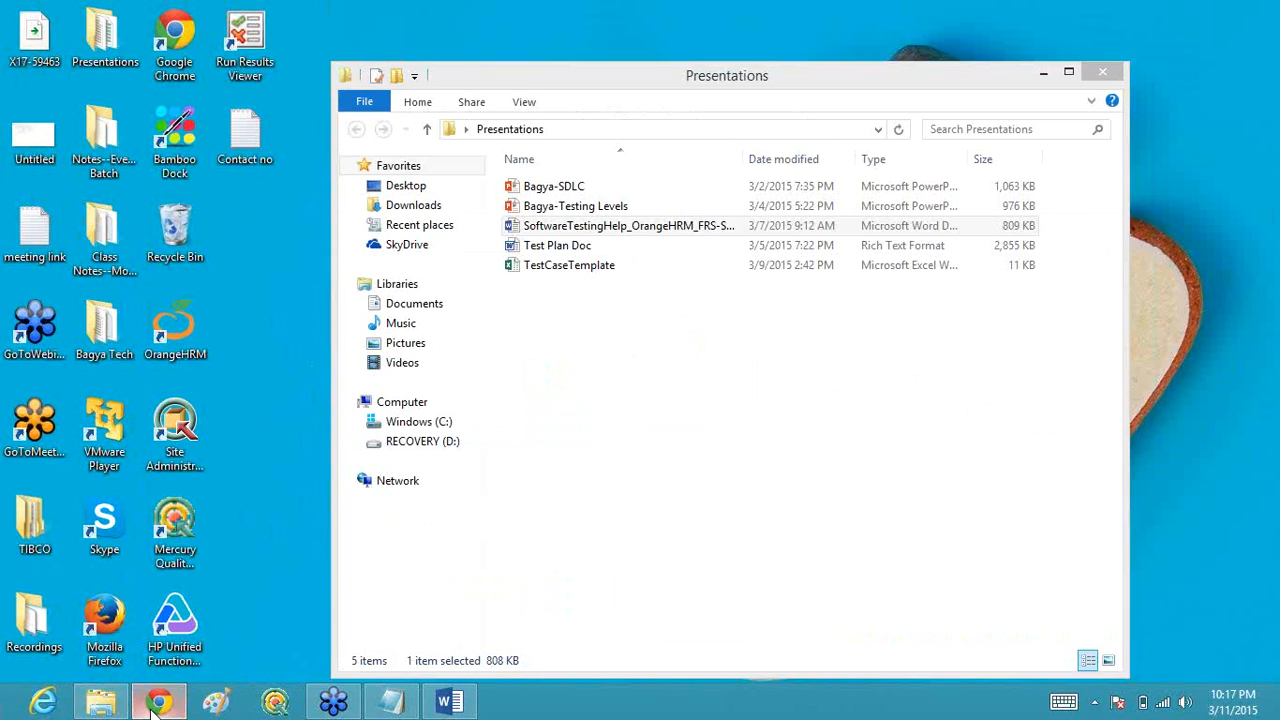 X17-59463
Presentations
Google Chrome
Run Results Viewer
Untitled
Notes--Eve... Batch
Bamboo Dock
Contact no
meeting link
Class Notes--Mo...
Recycle Bin
GoToWebi...
Bagya Tech
OrangeHRM
GoToMeet...
VMware Player
Site Administr...
TIBCO
Skype
Mercury Qualit...
Recordings
Mozilla Firefox
HP Unified Function...
Presentations
File Home Share View
Presentations
Search Presentations
Name Date modified Type Size
Bagya-SDLC 3/2/2015 7:35 PM Microsoft PowerP... 1,063 KB
Bagya-Testing Levels 3/4/2015 5:22 PM Microsoft PowerP... 976 KB
SoftwareTestingHelp_OrangeHRM_FRS-S... 3/7/2015 9:12 AM Microsoft Word D... 809 KB
Test Plan Doc 3/5/2015 7:22 PM Rich Text Format 2,855 KB
TestCaseTemplate 3/9/2015 2:42 PM Microsoft Excel W... 11 KB
Favorites
Desktop
Downloads
Recent places
SkyDrive
Libraries
Documents
Music
Pictures
Videos
Computer
Windows (C:)
RECOVERY (D:)
Network
5 items 1 item selected 808 KB
10:17 PM
3/11/2015